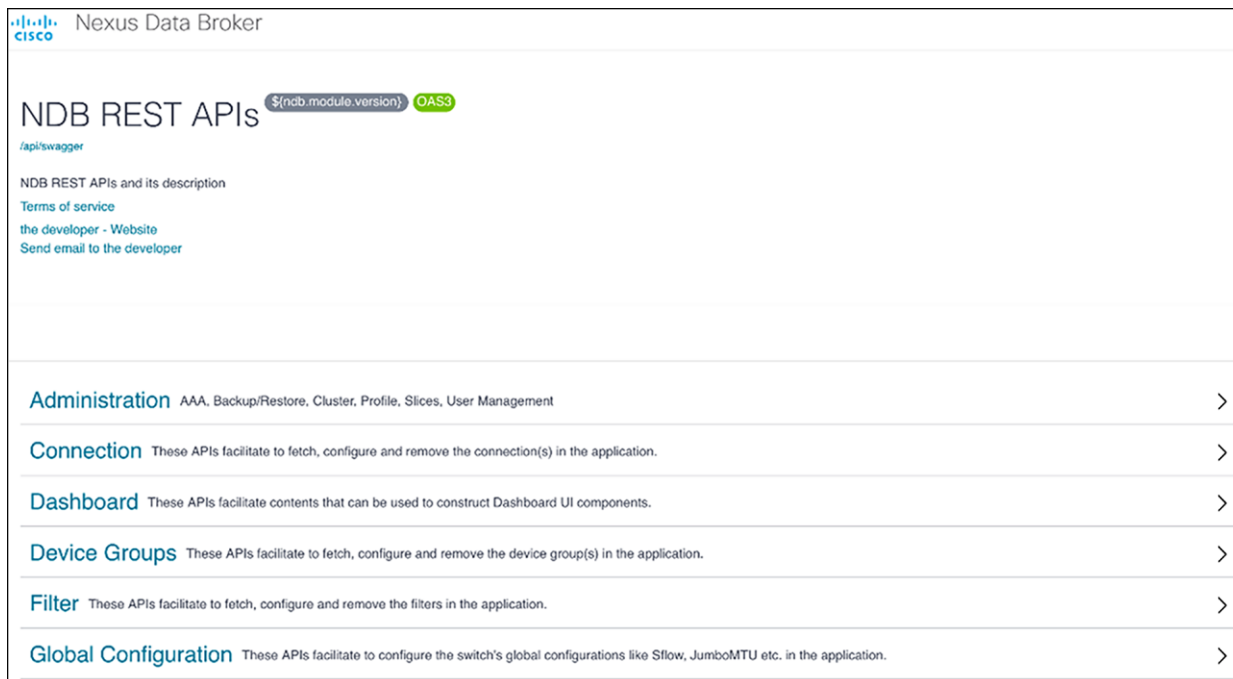 CISCO Nexus Data Broker
NDB REST APIs ${ndb.module.version} OAS3
/api/swagger
NDB REST APIs and its description
Terms of service
the developer - Website
Send email to the developer
Administration AAA, Backup/Restore, Cluster, Profile, Slices, User Management
Connection These APIs facilitate to fetch, configure and remove the connection(s) in the application.
Dashboard These APIs facilitate contents that can be used to construct Dashboard UI components.
Device Groups These APIs facilitate to fetch, configure and remove the device group(s) in the application.
Filter These APIs facilitate to fetch, configure and remove the filters in the application.
Global Configuration These APIs facilitate to configure the switch's global configurations like Sflow, JumboMTU etc. in the application.